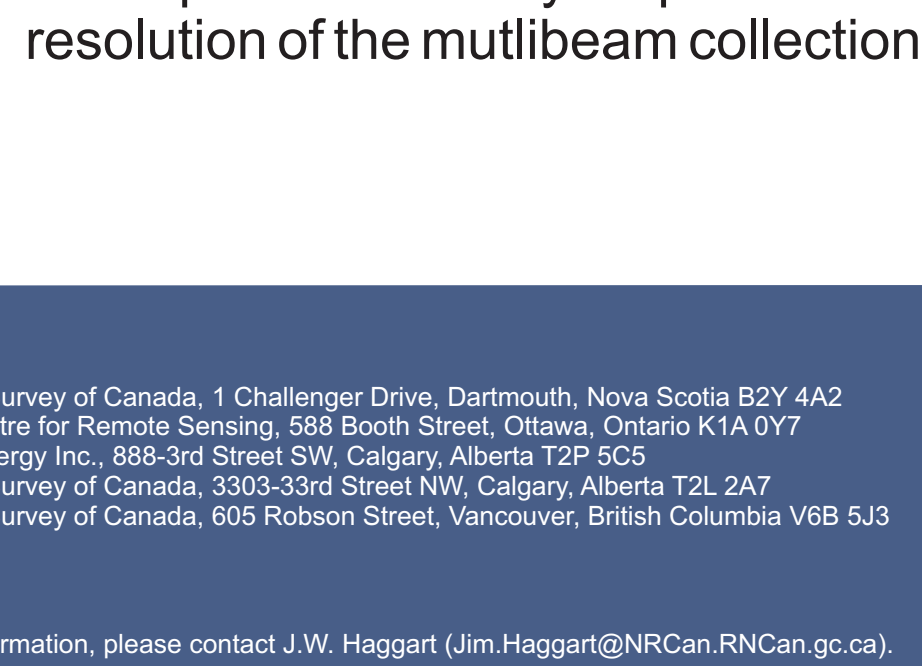 resolution of the mutlibeam collection
urvey of Canada, 1 Challenger Drive, Dartmouth, Nova Scotia B2Y 4A2
tre for Remote Sensing, 588 Booth Street, Ottawa, Ontario K1A 0Y7
ergy Inc., 888-3rd Street SW, Calgary, Alberta T2P 5C5
urvey of Canada, 3303-33rd Street NW, Calgary, Alberta T2L 2A7
urvey of Canada, 605 Robson Street, Vancouver, British Columbia V6B 5J3
rmation, please contact J.W. Haggart (Jim.Haggart@NRCan.RNCan.gc.ca).